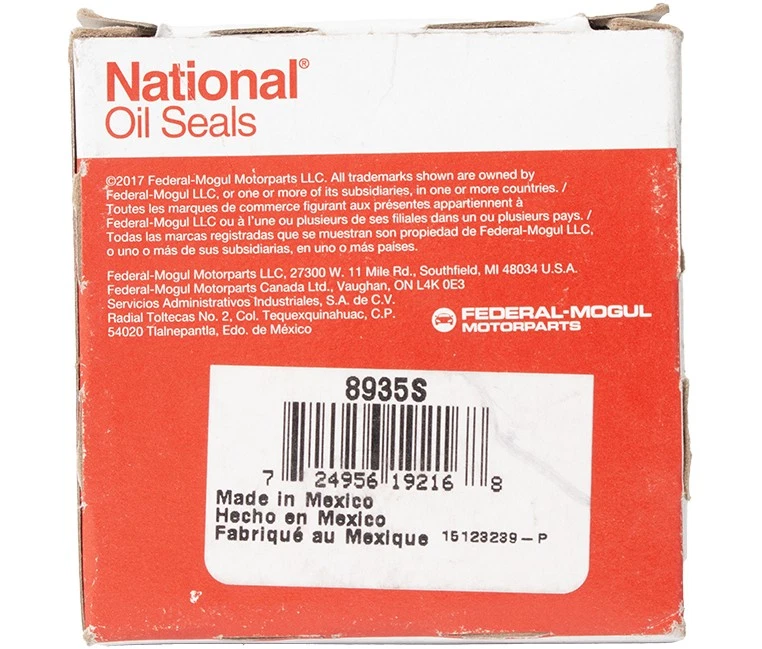 National®
Oil Seals
©2017 Federal-Mogul Motorparts LLC. All trademarks shown are owned by
Federal-Mogul LLC, or one or more of its subsidiaries, in one or more countries. /
Toutes les marques de commerce figurant aux présentes appartiennent à
Federal-Mogul LLC ou à l'une ou plusieurs de ses filiales dans un ou plusieurs pays. /
Todas las marcas registradas que se muestran son propiedad de Federal-Mogul LLC,
o uno o más de sus subsidiarias, en uno o más países.
Federal-Mogul Motorparts LLC, 27300 W. 11 Mile Rd., Southfield, MI 48034 U.S.A.
Federal-Mogul Motorparts Canada Ltd., Vaughan, ON L4K 0E3
Servicios Administrativos Industriales, S.A. de C.V.
Radial Toltecas No. 2, Col. Tequexquinahuac, C.P.
54020 Tlalnepantla, Edo. de México
FEDERAL-MOGUL
MOTORPARTS
8935S
7 24956 19216 8
Made in Mexico
Hecho en Mexico
Fabriqué au Mexique 15123239-P